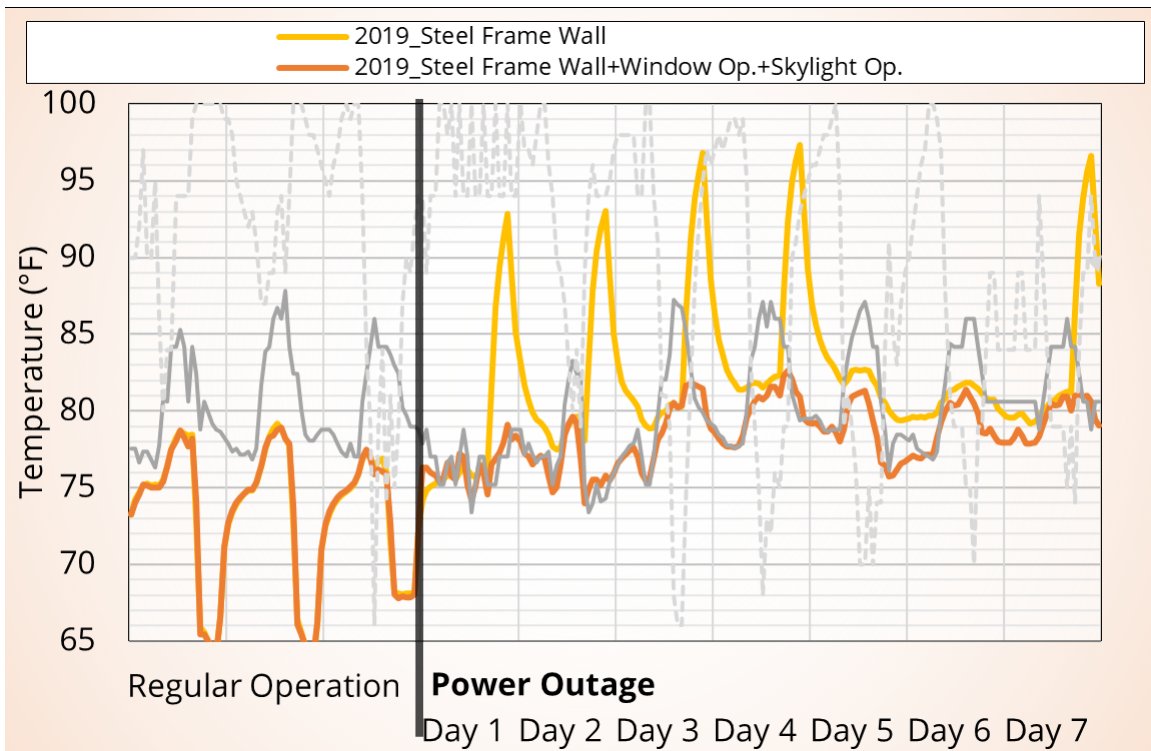 2019_Steel Frame Wall
2019_Steel Frame Wall+Window Op.+Skylight Op.
100
95
90
85
80
75
70
65
Temperature (°F)
Regular Operation
Power Outage
Day 1 Day 2 Day 3 Day 4 Day 5 Day 6 Day 7